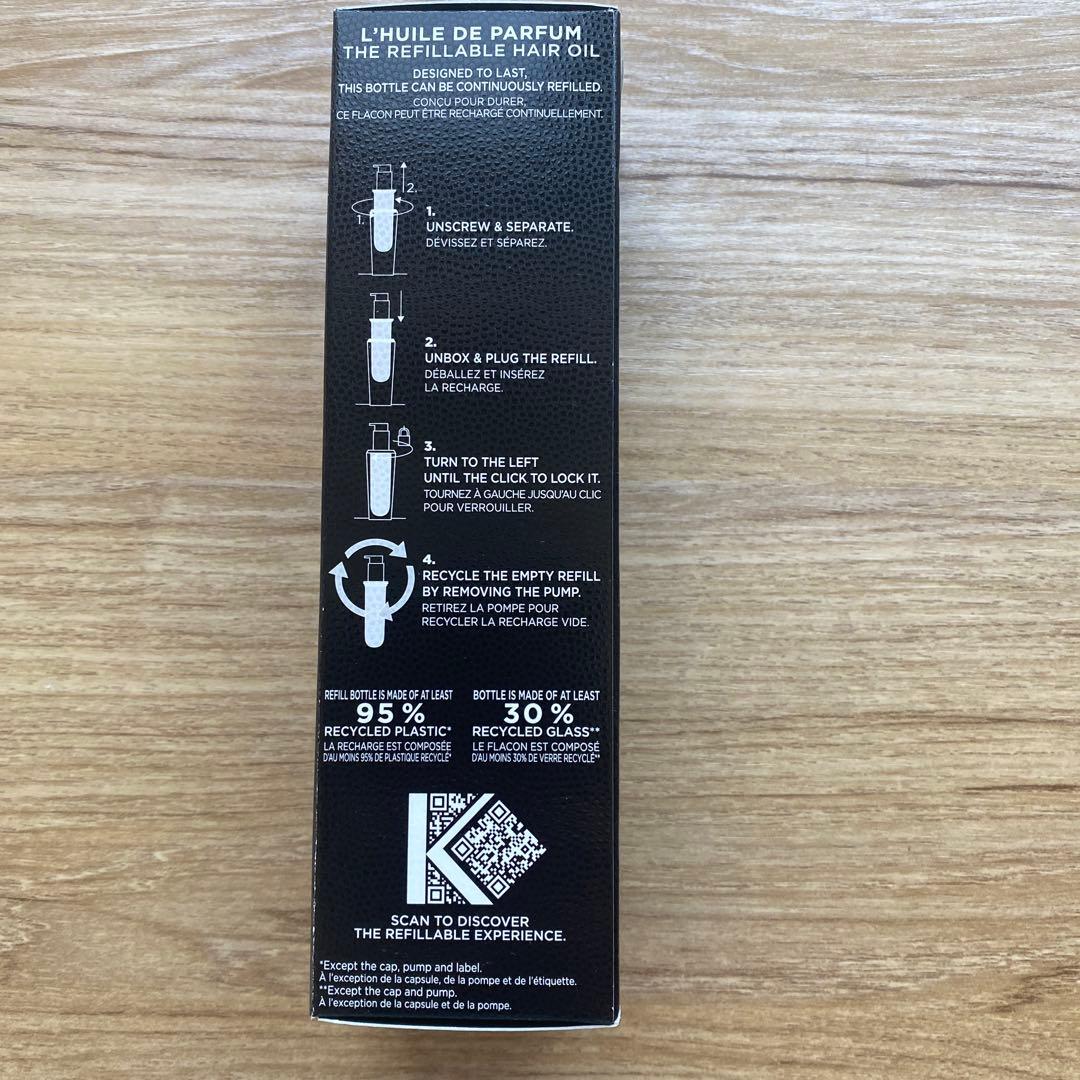 L'HUILE DE PARFUM
THE REFILLABLE HAIR OIL
DESIGNED TO LAST,
THIS BOTTLE CAN BE CONTINUOUSLY REFILLED.
CONÇU POUR DURER,
CE FLACON PEUT ÊTRE RECHARGÉ CONTINUELLEMENT.
2.
1.
1.
UNSCREW & SEPARATE.
DÉVISSEZ ET SÉPAREZ.
2.
UNBOX & PLUG THE REFILL.
DÉBALLEZ ET INSÉREZ
LA RECHARGE.
3.
TURN TO THE LEFT
UNTIL THE CLICK TO LOCK IT.
TOURNEZ À GAUCHE JUSQU'AU CLIC
POUR VERROUILLER.
4.
RECYCLE THE EMPTY REFILL
BY REMOVING THE PUMP.
RETIREZ LA POMPE POUR
RECYCLER LA RECHARGE VIDE.
REFILL BOTTLE IS MADE OF AT LEAST
95 %
RECYCLED PLASTIC*
LA RECHARGE EST COMPOSÉE
D'AU MOINS 95% DE PLASTIQUE RECYCLÉ*
BOTTLE IS MADE OF AT LEAST
30 %
RECYCLED GLASS**
LE FLACON EST COMPOSÉ
D'AU MOINS 30% DE VERRE RECYCLÉ**
K
SCAN TO DISCOVER
THE REFILLABLE EXPERIENCE.
*Except the cap, pump and label.
À l'exception de la capsule, de la pompe et de l'étiquette.
**Except the cap and pump.
À l'exception de la capsule et de la pompe.